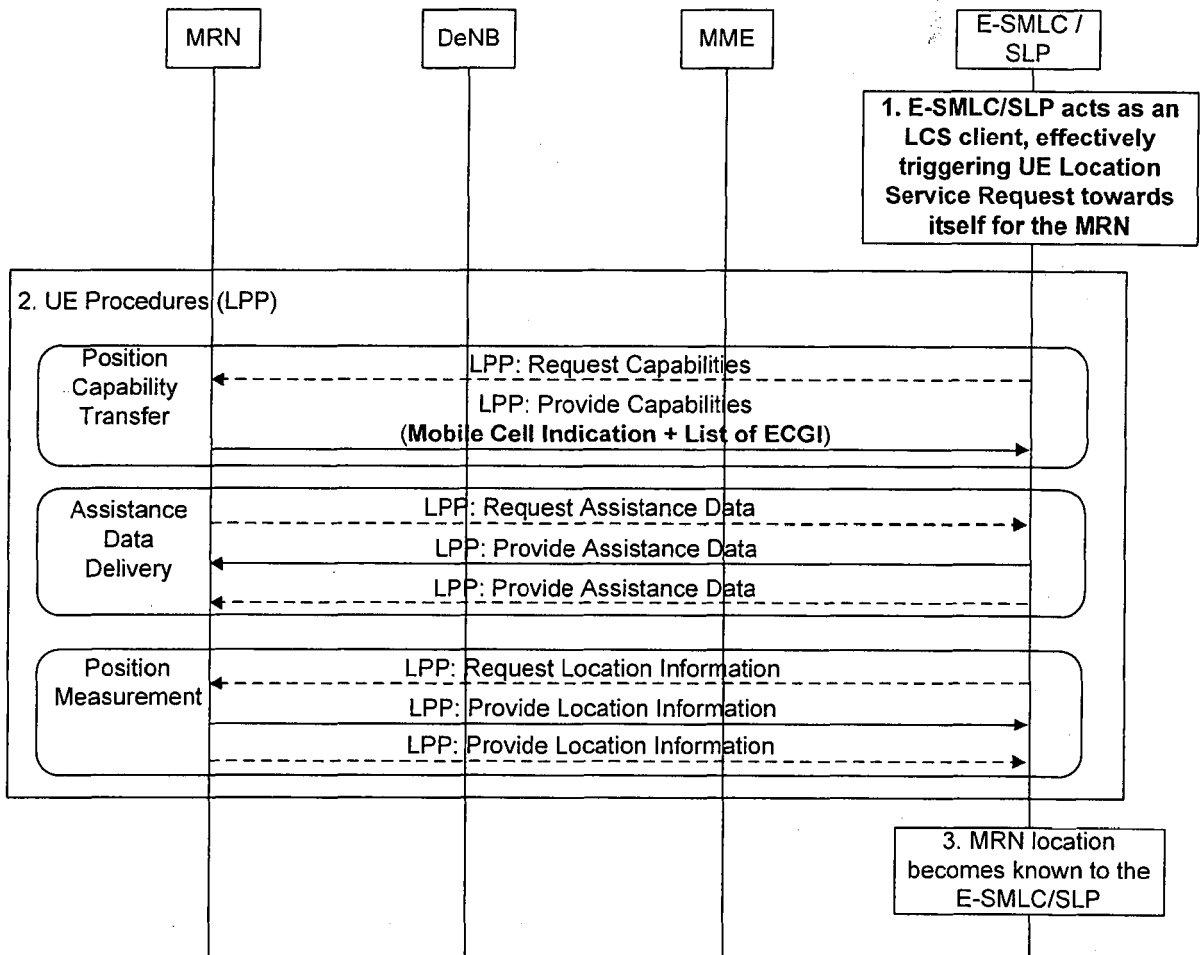 MRN
DeNB
MME
E-SMLC /
SLP
1. E-SMLC/SLP acts as an
LCS client, effectively
triggering UE Location
Service Request towards
itself for the MRN
2. UE Procedures (LPP)
Position
Capability
Transfer
LPP: Request Capabilities
LPP: Provide Capabilities
(Mobile Cell Indication + List of ECGI)
Assistance
Data
Delivery
LPP: Request Assistance Data
LPP: Provide Assistance Data
LPP: Provide Assistance Data
Position
Measurement
LPP: Request Location Information
LPP: Provide Location Information
LPP: Provide Location Information
3. MRN location
becomes known to the
E-SMLC/SLP